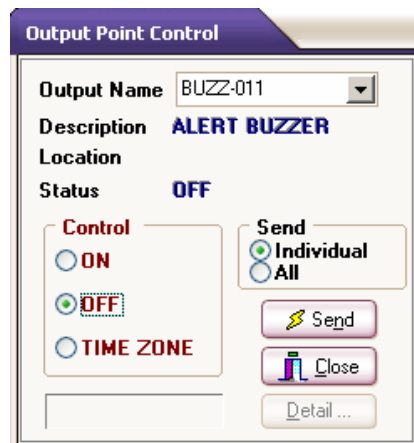 Output Point Control
Output Name BUZZ-011
Description ALERT BUZZER
Location
Status OFF
Control
ON
OFF
TIME ZONE
Send
Individual
All
Send
Close
Detail ...